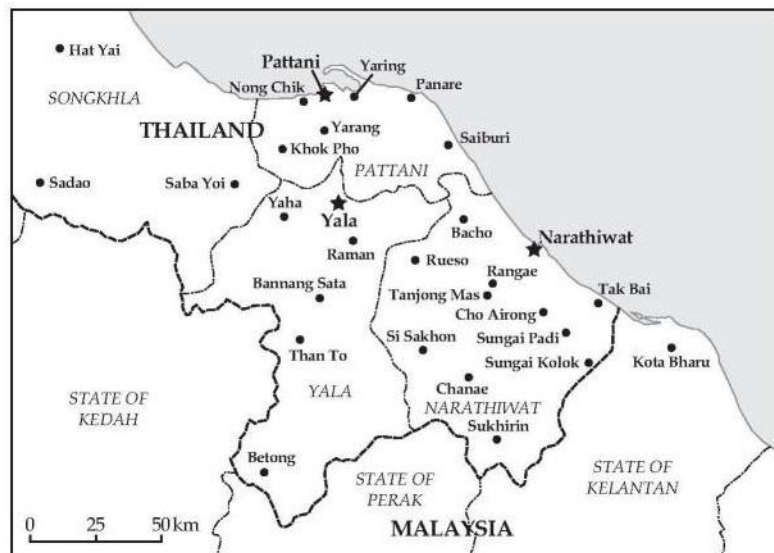 Hat Yai
Pattani
Yaring
Nong Chik
Panare
SONGKHLA
THAILAND
Yarang
Saiburi
Khok Pho
PATTANI
Sadao
Saba Yoi
Yaha
Yala
Bacho
Narathiwat
Raman
Rueso
Rangae
Bannang Sata
Tanjong Mas
Tak Bai
Cho Airong
Si Sakhon
Sungai Padi
Than To
Sungai Kolok
Kota Bharu
Chanae
YALA
STATE OF
KEDAH
NARATHIWAT
Sukhirin
Betong
STATE OF
PERAK
STATE OF
KELANTAN
MALAYSIA
0 25 50 km